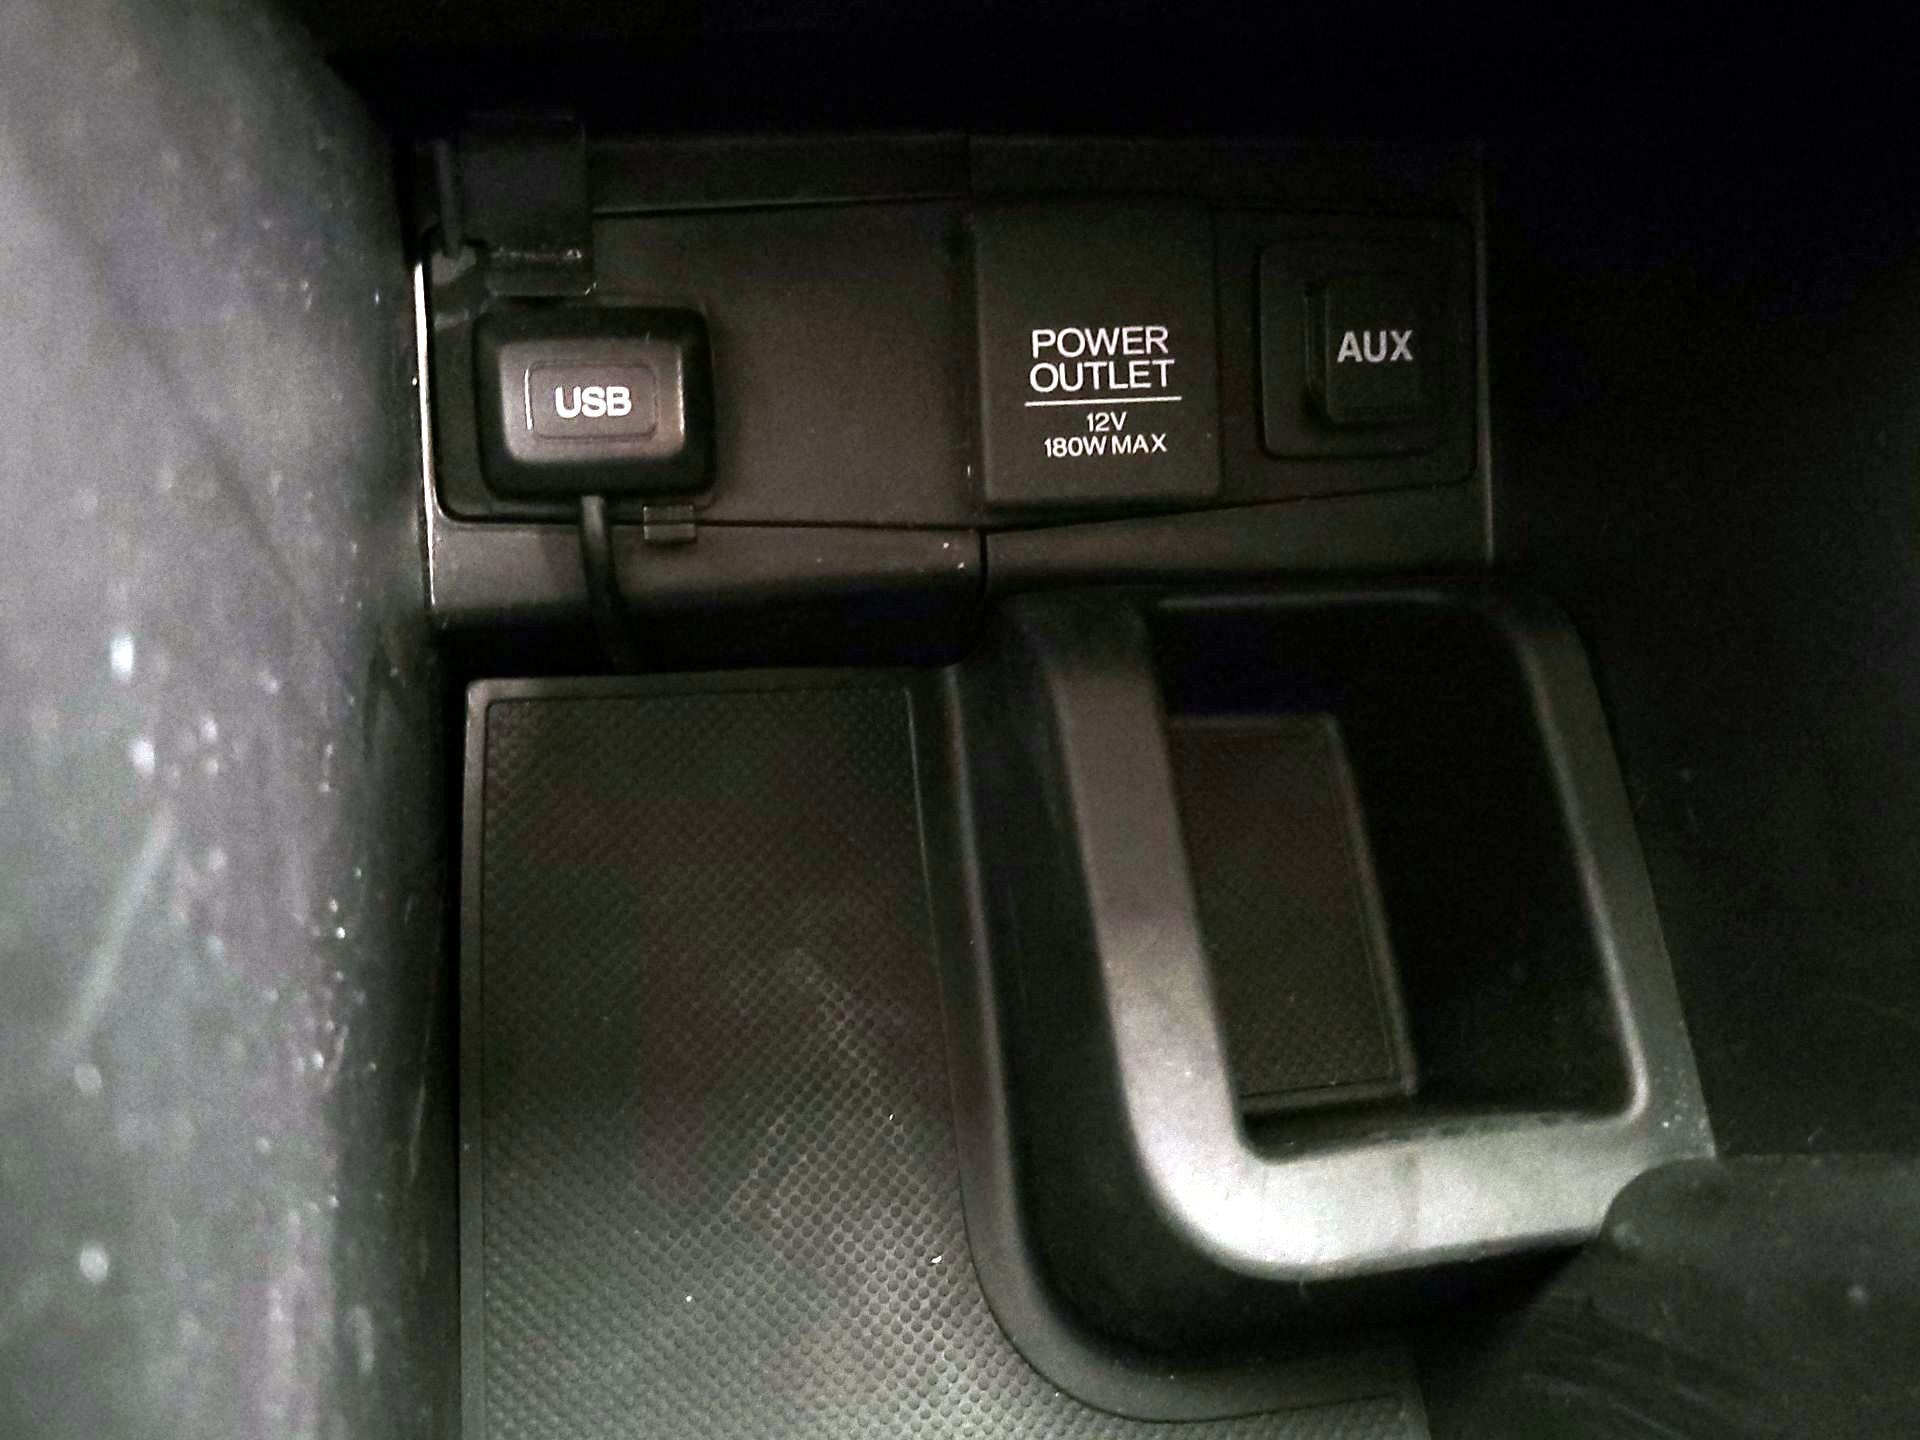 USB
POWER
OUTLET
12V
180W MAX
AUX